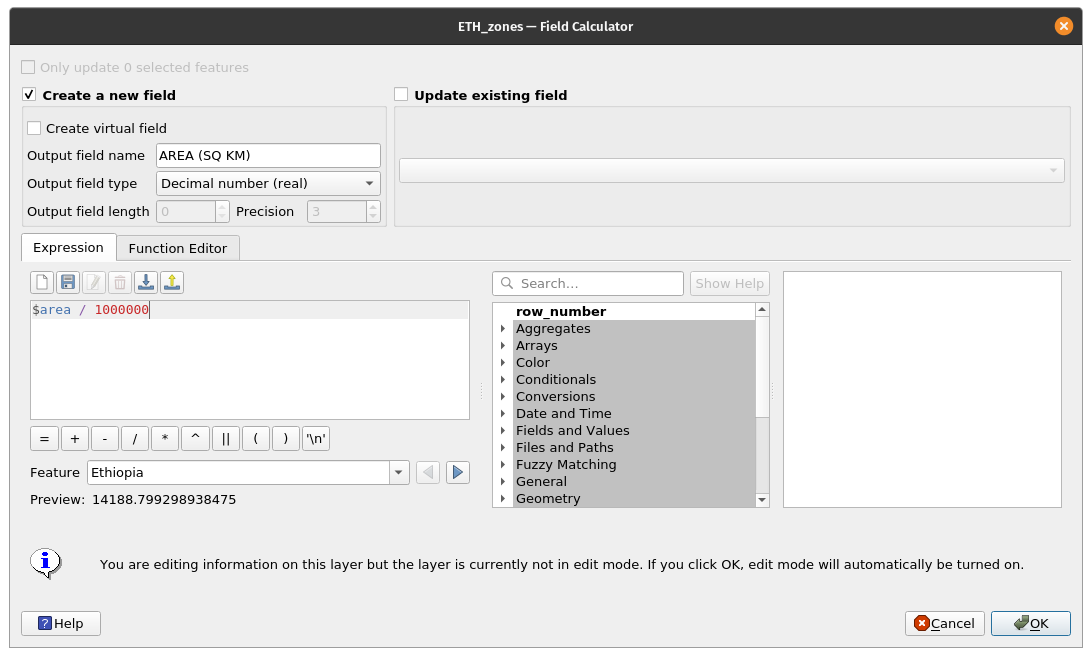 ETH_zones — Field Calculator
Only update 0 selected features
Create a new field
Update existing field
Create virtual field
Output field name AREA (SQ KM)
Output field type Decimal number (real)
Output field length 0 Precision 3
Expression Function Editor
Search... Show Help
$area / 1000000
row_number
Aggregates
Arrays
Color
Conditionals
Conversions
Date and Time
Fields and Values
Files and Paths
Fuzzy Matching
General
Geometry
= + - / * ^ || ( ) '\n'
Feature Ethiopia
Preview: 14188.799298938475
You are editing information on this layer but the layer is currently not in edit mode. If you click OK, edit mode will automatically be turned on.
? Help
Cancel
OK